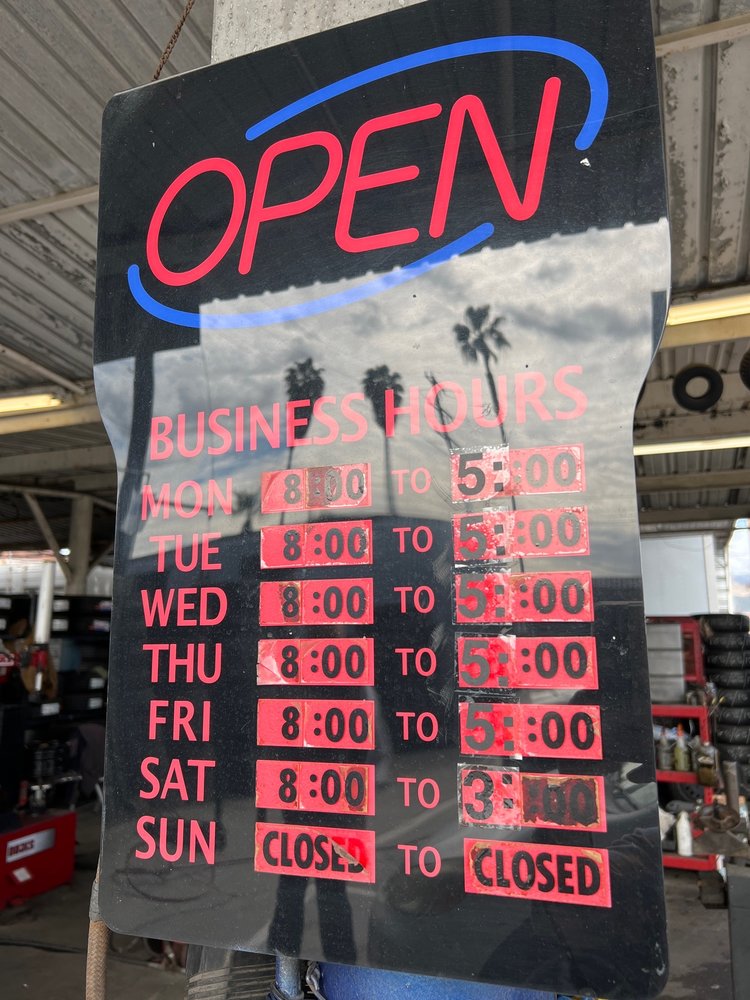 OPEN
BUSINESS HOURS
MON 8:00 TO 5:00
TUE 8:00 TO 5:00
WED 8:00 TO 5:00
THU 8:00 TO 5:00
FRI 8:00 TO 5:00
SAT 8:00 TO 3:00
SUN CLOSED TO CLOSED